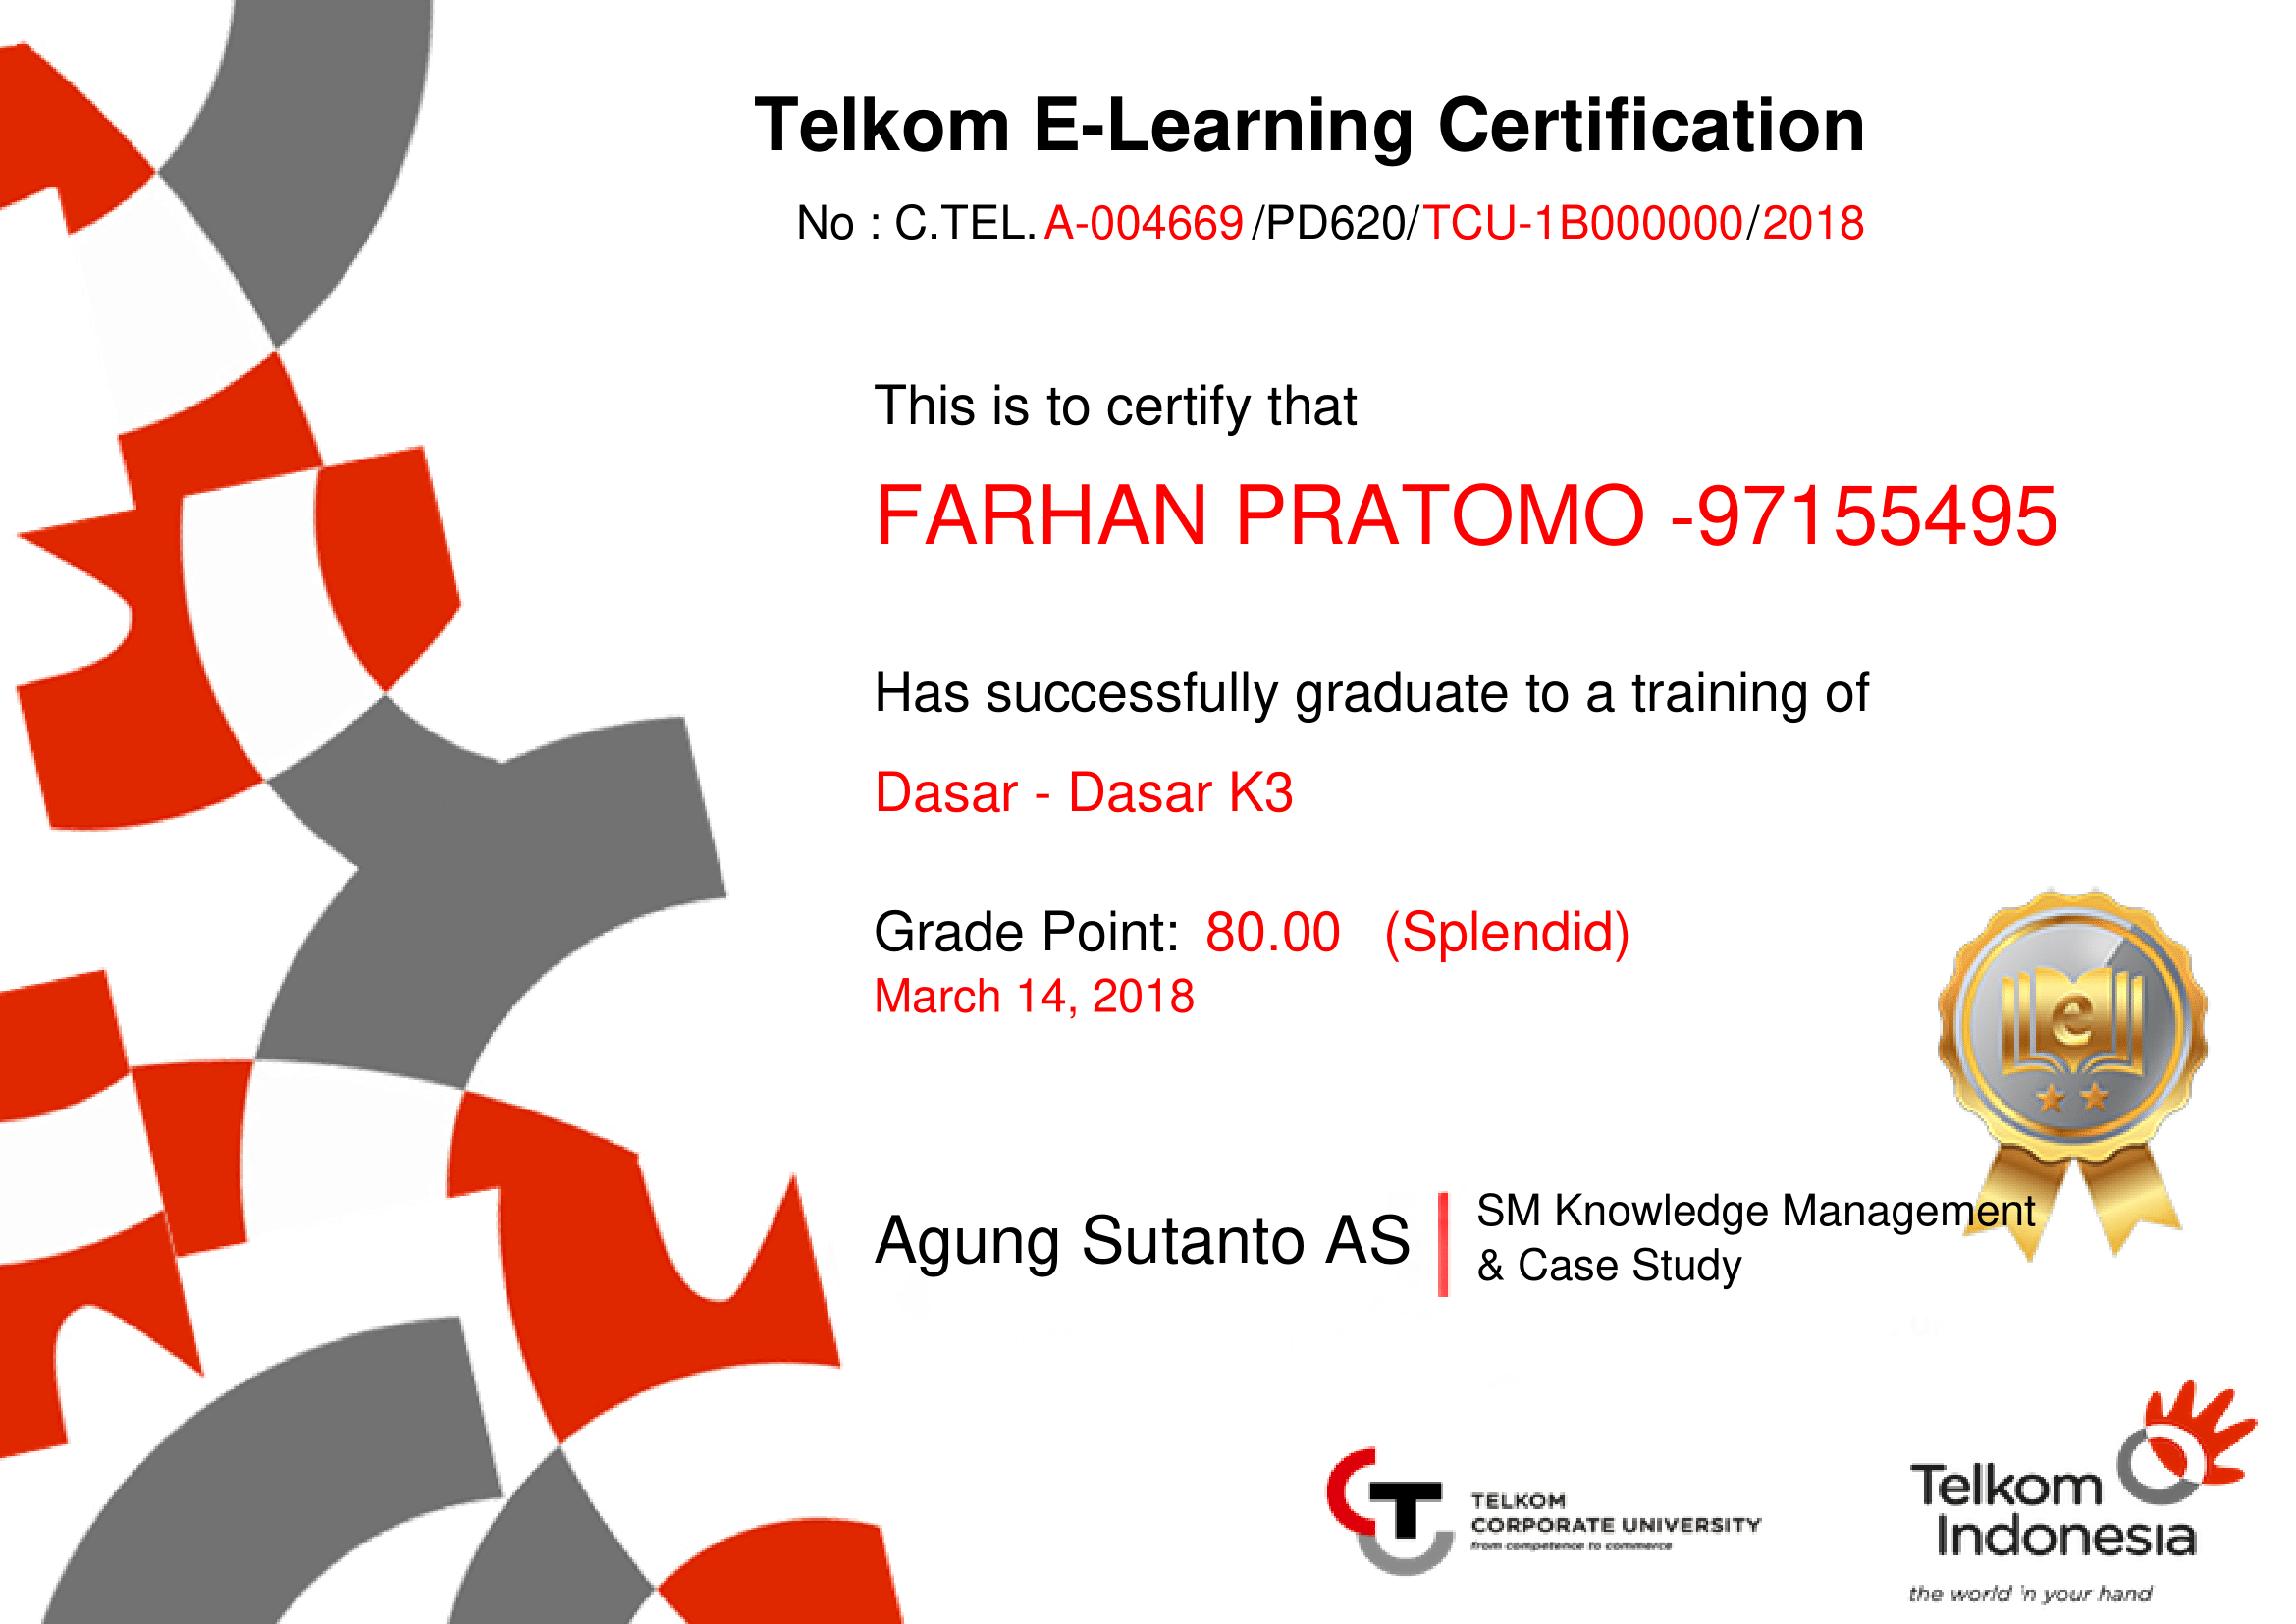 Telkom E-Learning Certification
No : C.TEL. A-004669 /PD620/TCU-1B000000/2018
This is to certify that
FARHAN PRATOMO -97155495
Has successfully graduate to a training of
Dasar - Dasar K3
Grade Point: 80.00 (Splendid)
March 14, 2018
e
Agung Sutanto AS
SM Knowledge Management
& Case Study
TELKOM
CORPORATE UNIVERSITY
from competence to commerce
Telkom
Indonesia
the world in your hand